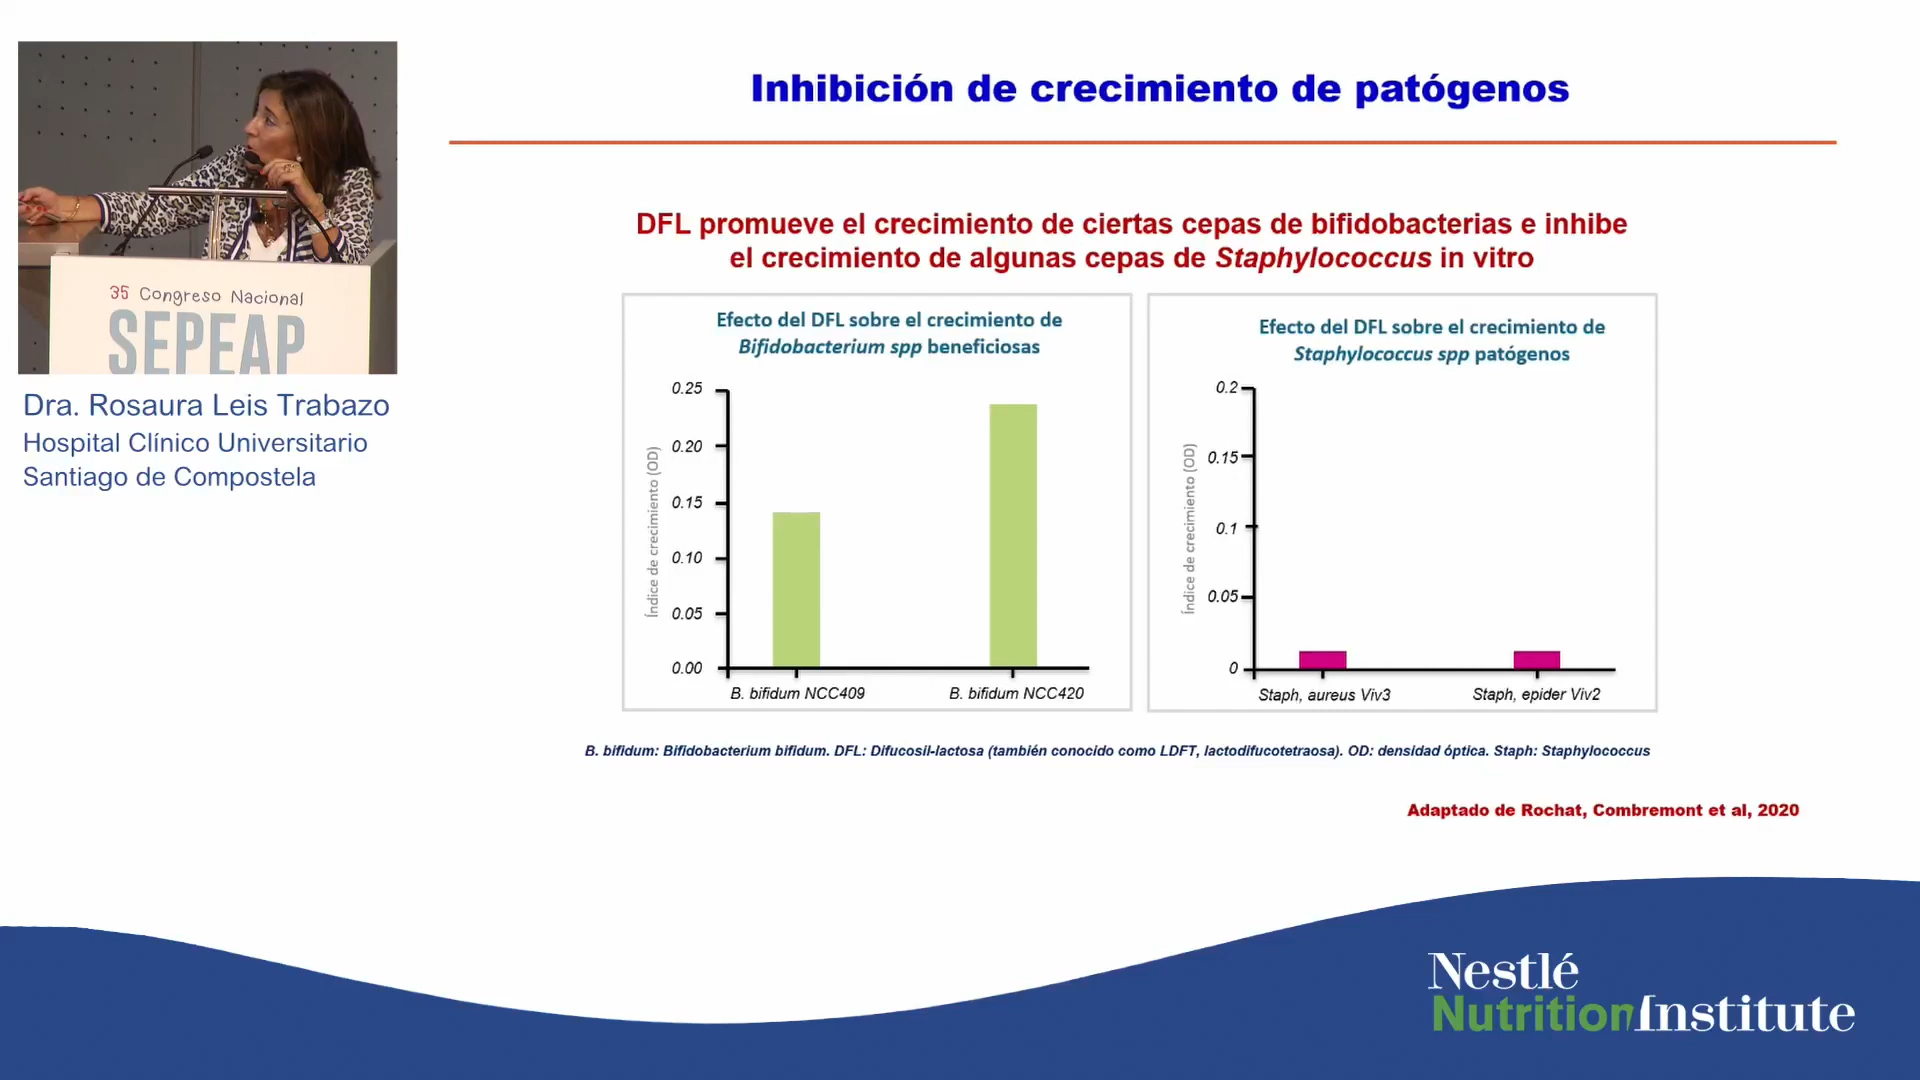 Inhibición de crecimiento de patógenos
35 Congreso Nacional
SEPEAP
Dra. Rosaura Leis Trabazo
Hospital Clínico Universitario
Santiago de Compostela
DFL promueve el crecimiento de ciertas cepas de bifidobacterias e inhibe
el crecimiento de algunas cepas de Staphylococcus in vitro
Efecto del DFL sobre el crecimiento de
Bifidobacterium spp beneficiosas
Índice de crecimiento (OD)
0.25
0.20
0.15
0.10
0.05
0.00
B. bifidum NCC409
B. bifidum NCC420
Efecto del DFL sobre el crecimiento de
Staphylococcus spp patógenos
Índice de crecimiento (OD)
0.2
0.15
0.1
0.05
0
Staph, aureus Viv3
Staph, epider Viv2
B. bifidum: Bifidobacterium bifidum. DFL: Difucosil-lactosa (también conocido como LDFT, lactodifucotetraosa). OD: densidad óptica. Staph: Staphylococcus
Adaptado de Rochat, Combremont et al, 2020
Nestlé
NutritionInstitute